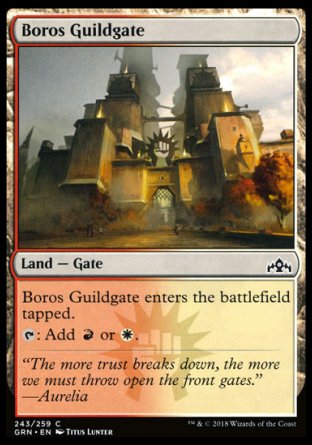 Boros Guildgate
Land — Gate
Boros Guildgate enters the battlefield
tapped.
: Add or .
“The more trust breaks down, the more
we must throw open the front gates.”
—Aurelia
243/259 C
GRN • EN Titus Lunter
™ & © 2018 Wizards of the Coast